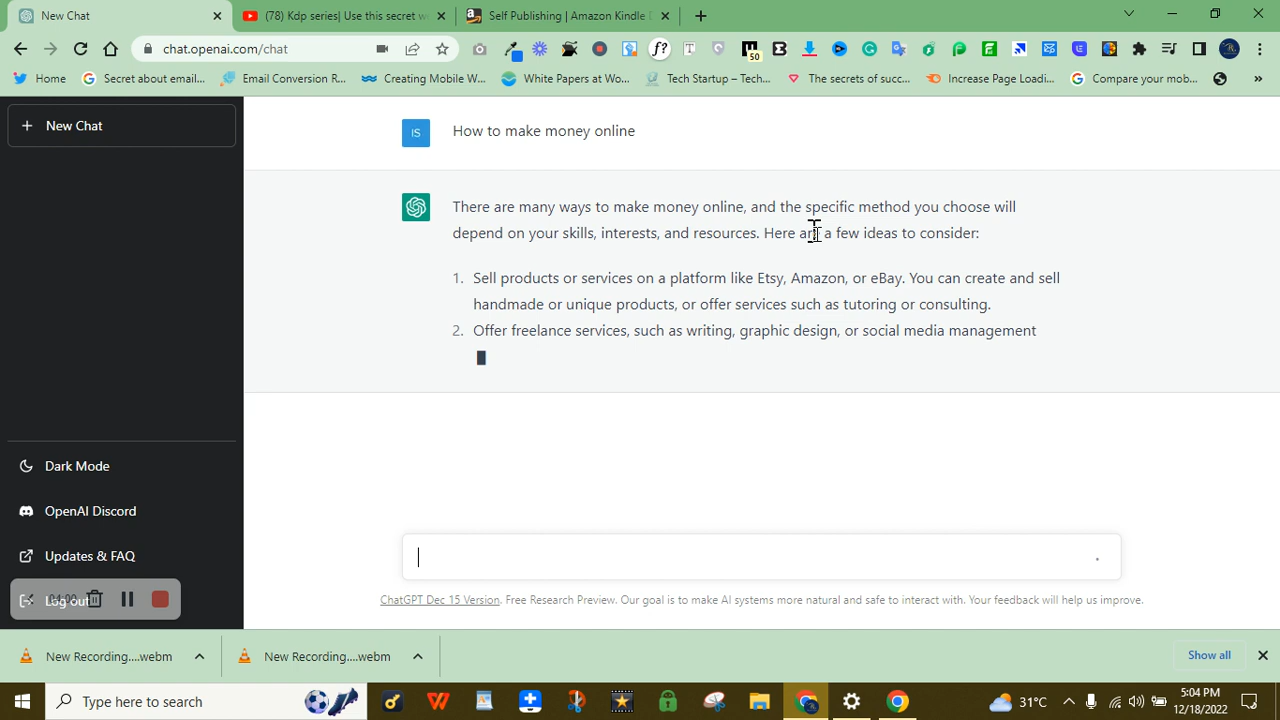 New Chat
(78) Kdp series| Use this secret w
Self Publishing | Amazon Kindle
chat.openai.com/chat
f?
T
50
Home
Secret about email...
Email Conversion R...
Creating Mobile W...
White Papers at Wo...
Tech Startup – Tech...
The secrets of succ...
Increase Page Loadi...
Compare your mob...
»
+ New Chat
IS
How to make money online
There are many ways to make money online, and the specific method you choose will
depend on your skills, interests, and resources. Here are a few ideas to consider:
1. Sell products or services on a platform like Etsy, Amazon, or eBay. You can create and sell
handmade or unique products, or offer services such as tutoring or consulting.
2. Offer freelance services, such as writing, graphic design, or social media management
Dark Mode
OpenAI Discord
Updates & FAQ
Log out
ChatGPT Dec 15 Version. Free Research Preview. Our goal is to make AI systems more natural and safe to interact with. Your feedback will help us improve.
New Recording....webm
New Recording....webm
Show all
Type here to search
31°C
5:04 PM
12/18/2022